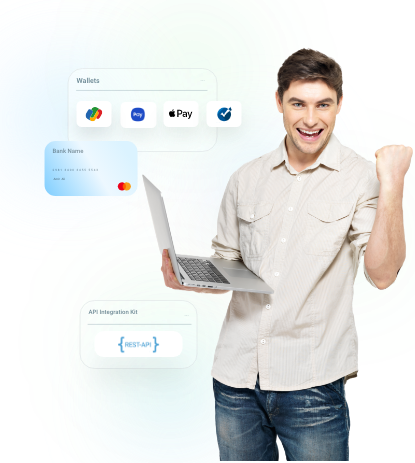 Wallets
Pay
Pay
Bank Name
API Integration Kit
{REST-API}